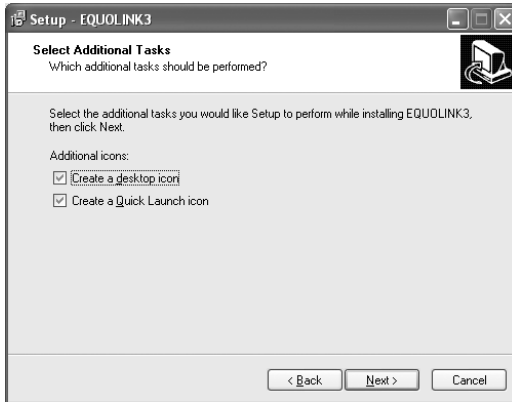 Setup - EQUOLINK3
Select Additional Tasks
Which additional tasks should be performed?
Select the additional tasks you would like Setup to perform while installing EQUOLINK3,
then click Next.
Additional icons:
Create a desktop icon
Create a Quick Launch icon
< Back
Next >
Cancel